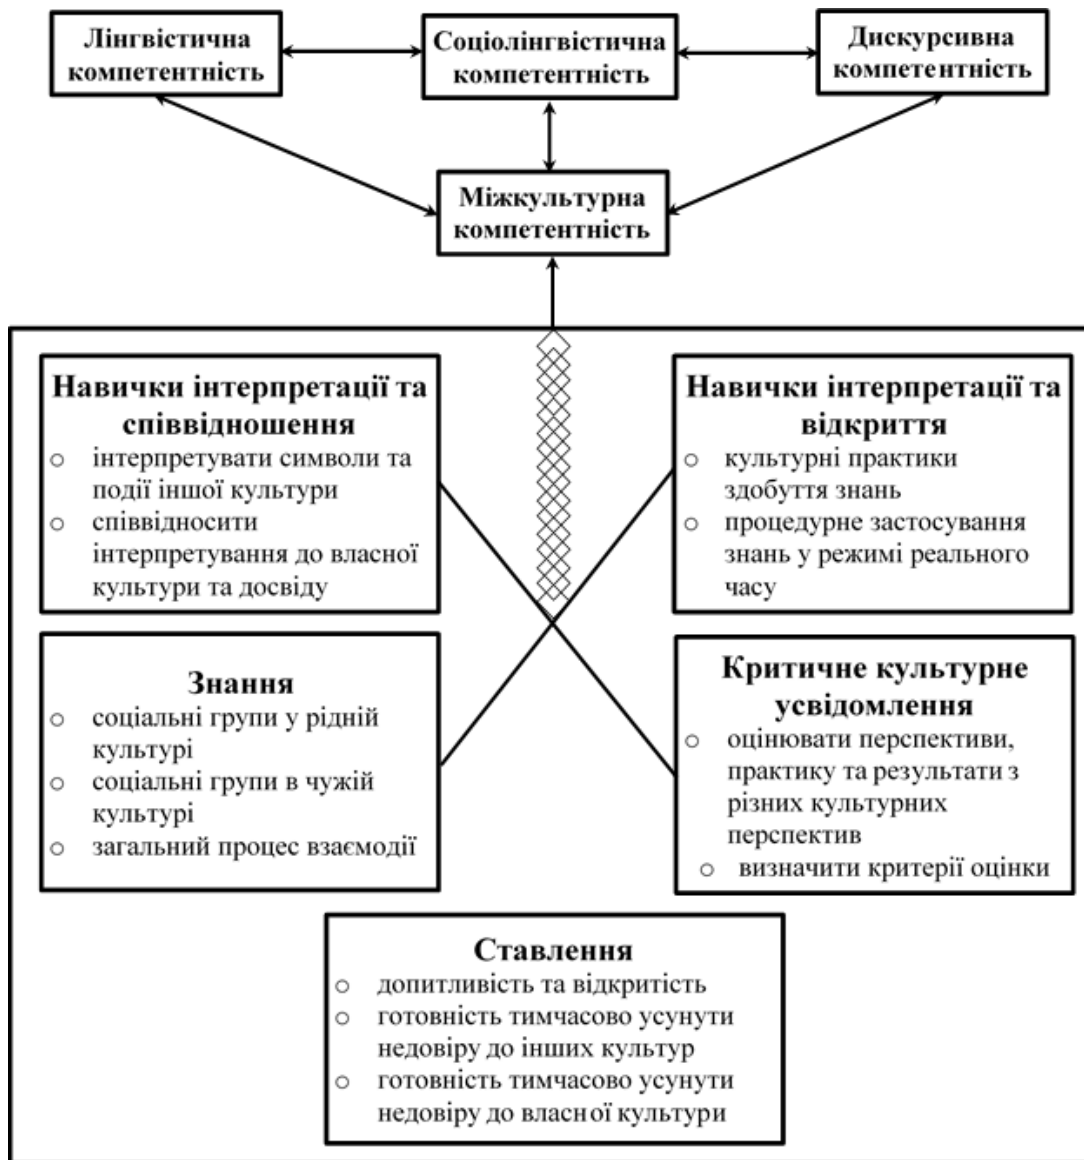 Лінгвістична
компетентність
Соціолінгвістична
компетентність
Дискурсивна
компетентність
Міжкультурна
компетентність
Навички інтерпретації та
співвідношення
○ інтерпретувати символи та
події іншої культури
○ співвідносити
інтерпретування до власної
культури та досвіду
Навички інтерпретації та
відкриття
○ культурні практики
здобуття знань
○ процедурне застосування
знань у режимі реального
часу
Знання
○ соціальні групи у рідній
культурі
○ соціальні групи в чужій
культурі
○ загальний процес взаємодії
Критичне культурне
усвідомлення
○ оцінювати перспективи,
практику та результати з
різних культурних
перспектив
○ визначити критерії оцінки
Ставлення
○ допитливість та відкритість
○ готовність тимчасово усунути
недовіру до інших культур
○ готовність тимчасово усунути
недовіру до власної культури